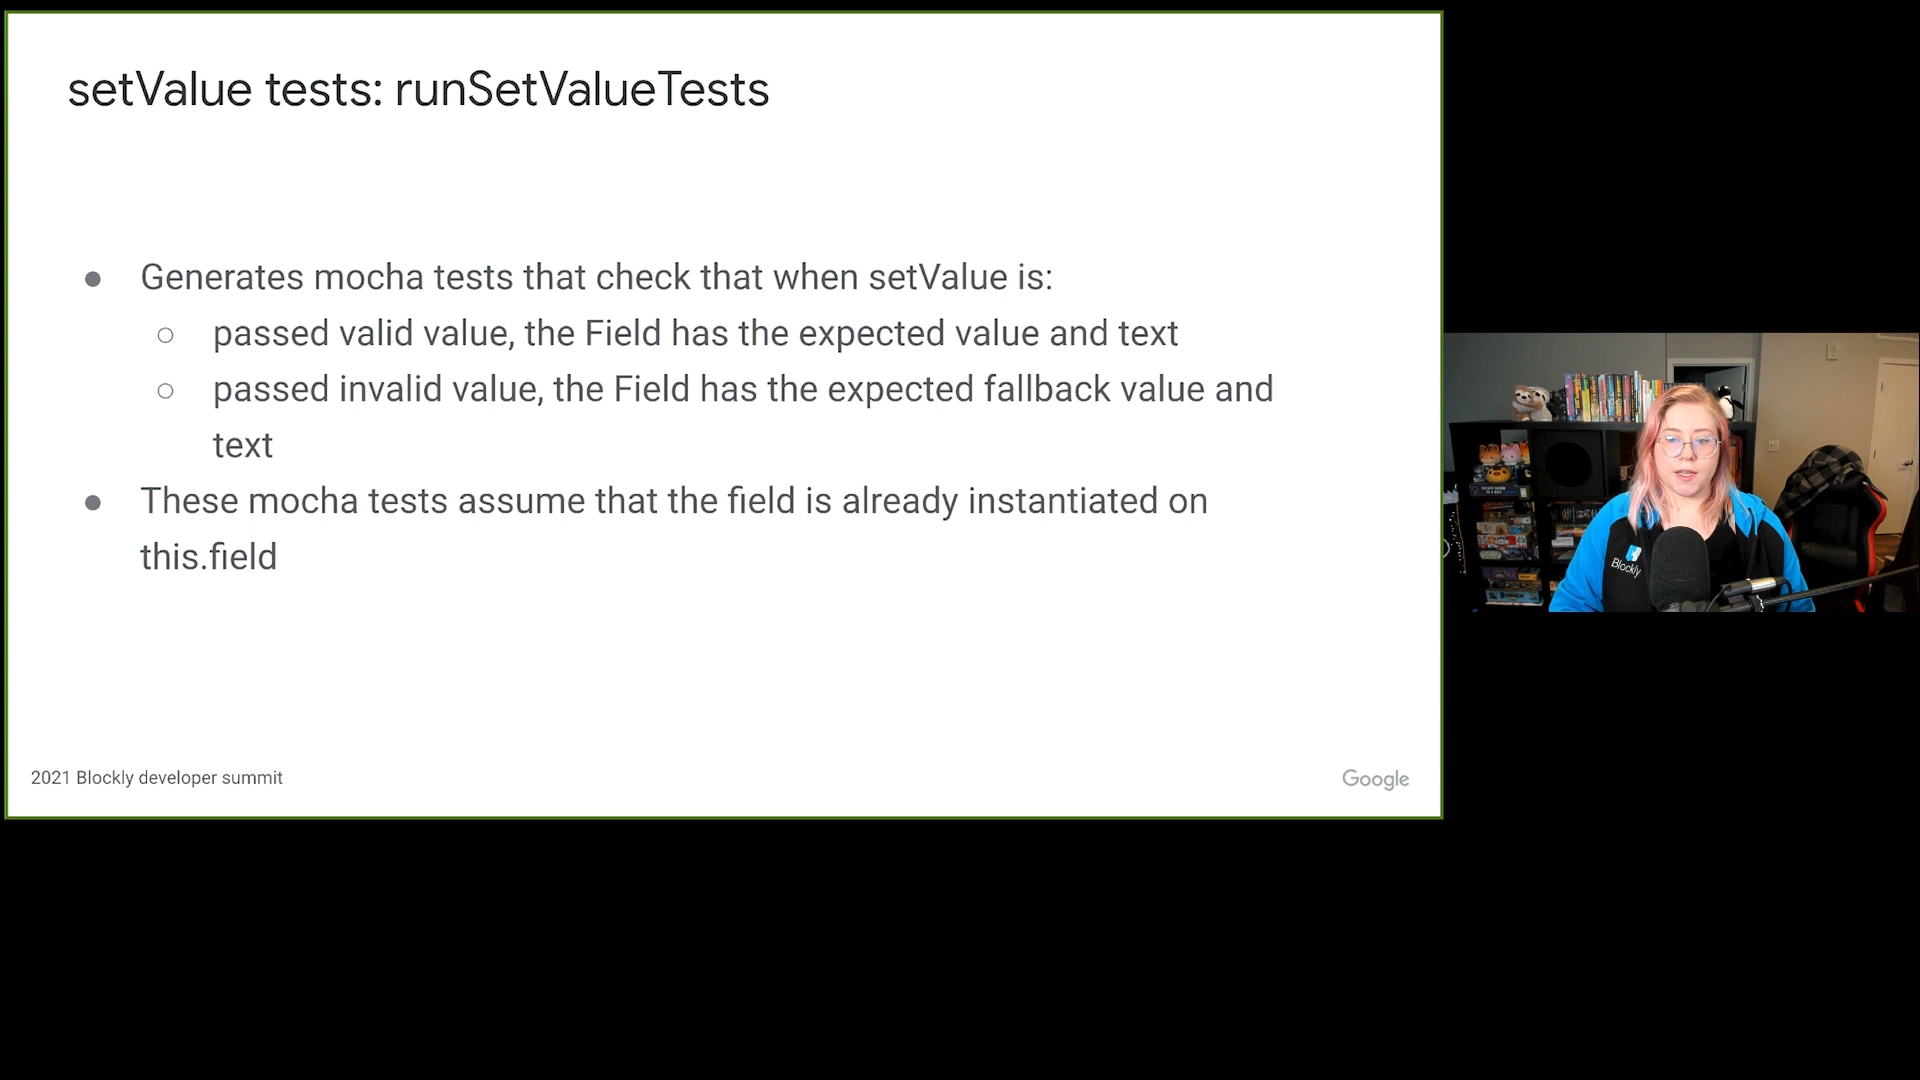 setValue tests: runSetValueTests
● Generates mocha tests that check that when setValue is:
○ passed valid value, the Field has the expected value and text
○ passed invalid value, the Field has the expected fallback value and
text
● These mocha tests assume that the field is already instantiated on
this.field
2021 Blockly developer summit
Google
Blockly